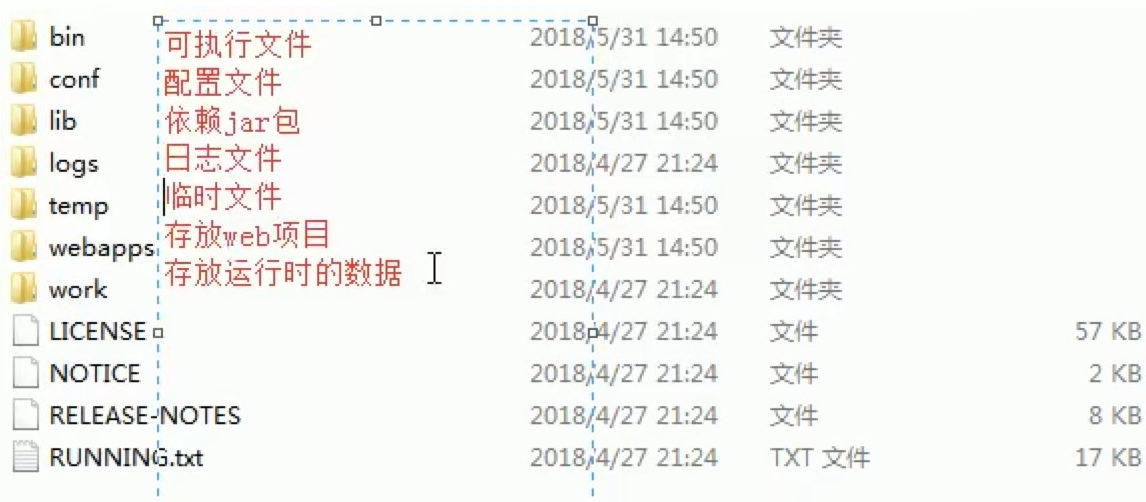 bin 可执行文件 2018/5/31 14:50 文件夹
conf 配置文件 2018/5/31 14:50 文件夹
lib 依赖jar包 2018/5/31 14:50 文件夹
logs 日志文件 2018/4/27 21:24 文件夹
temp 临时文件 2018/5/31 14:50 文件夹
webapps 存放web项目 2018/5/31 14:50 文件夹
work 存放运行时的数据 2018/4/27 21:24 文件夹
LICENSE 2018/4/27 21:24 文件 57 KB
NOTICE 2018/4/27 21:24 文件 2 KB
RELEASE-NOTES 2018/4/27 21:24 文件 8 KB
RUNNING.txt 2018/4/27 21:24 TXT 文件 17 KB